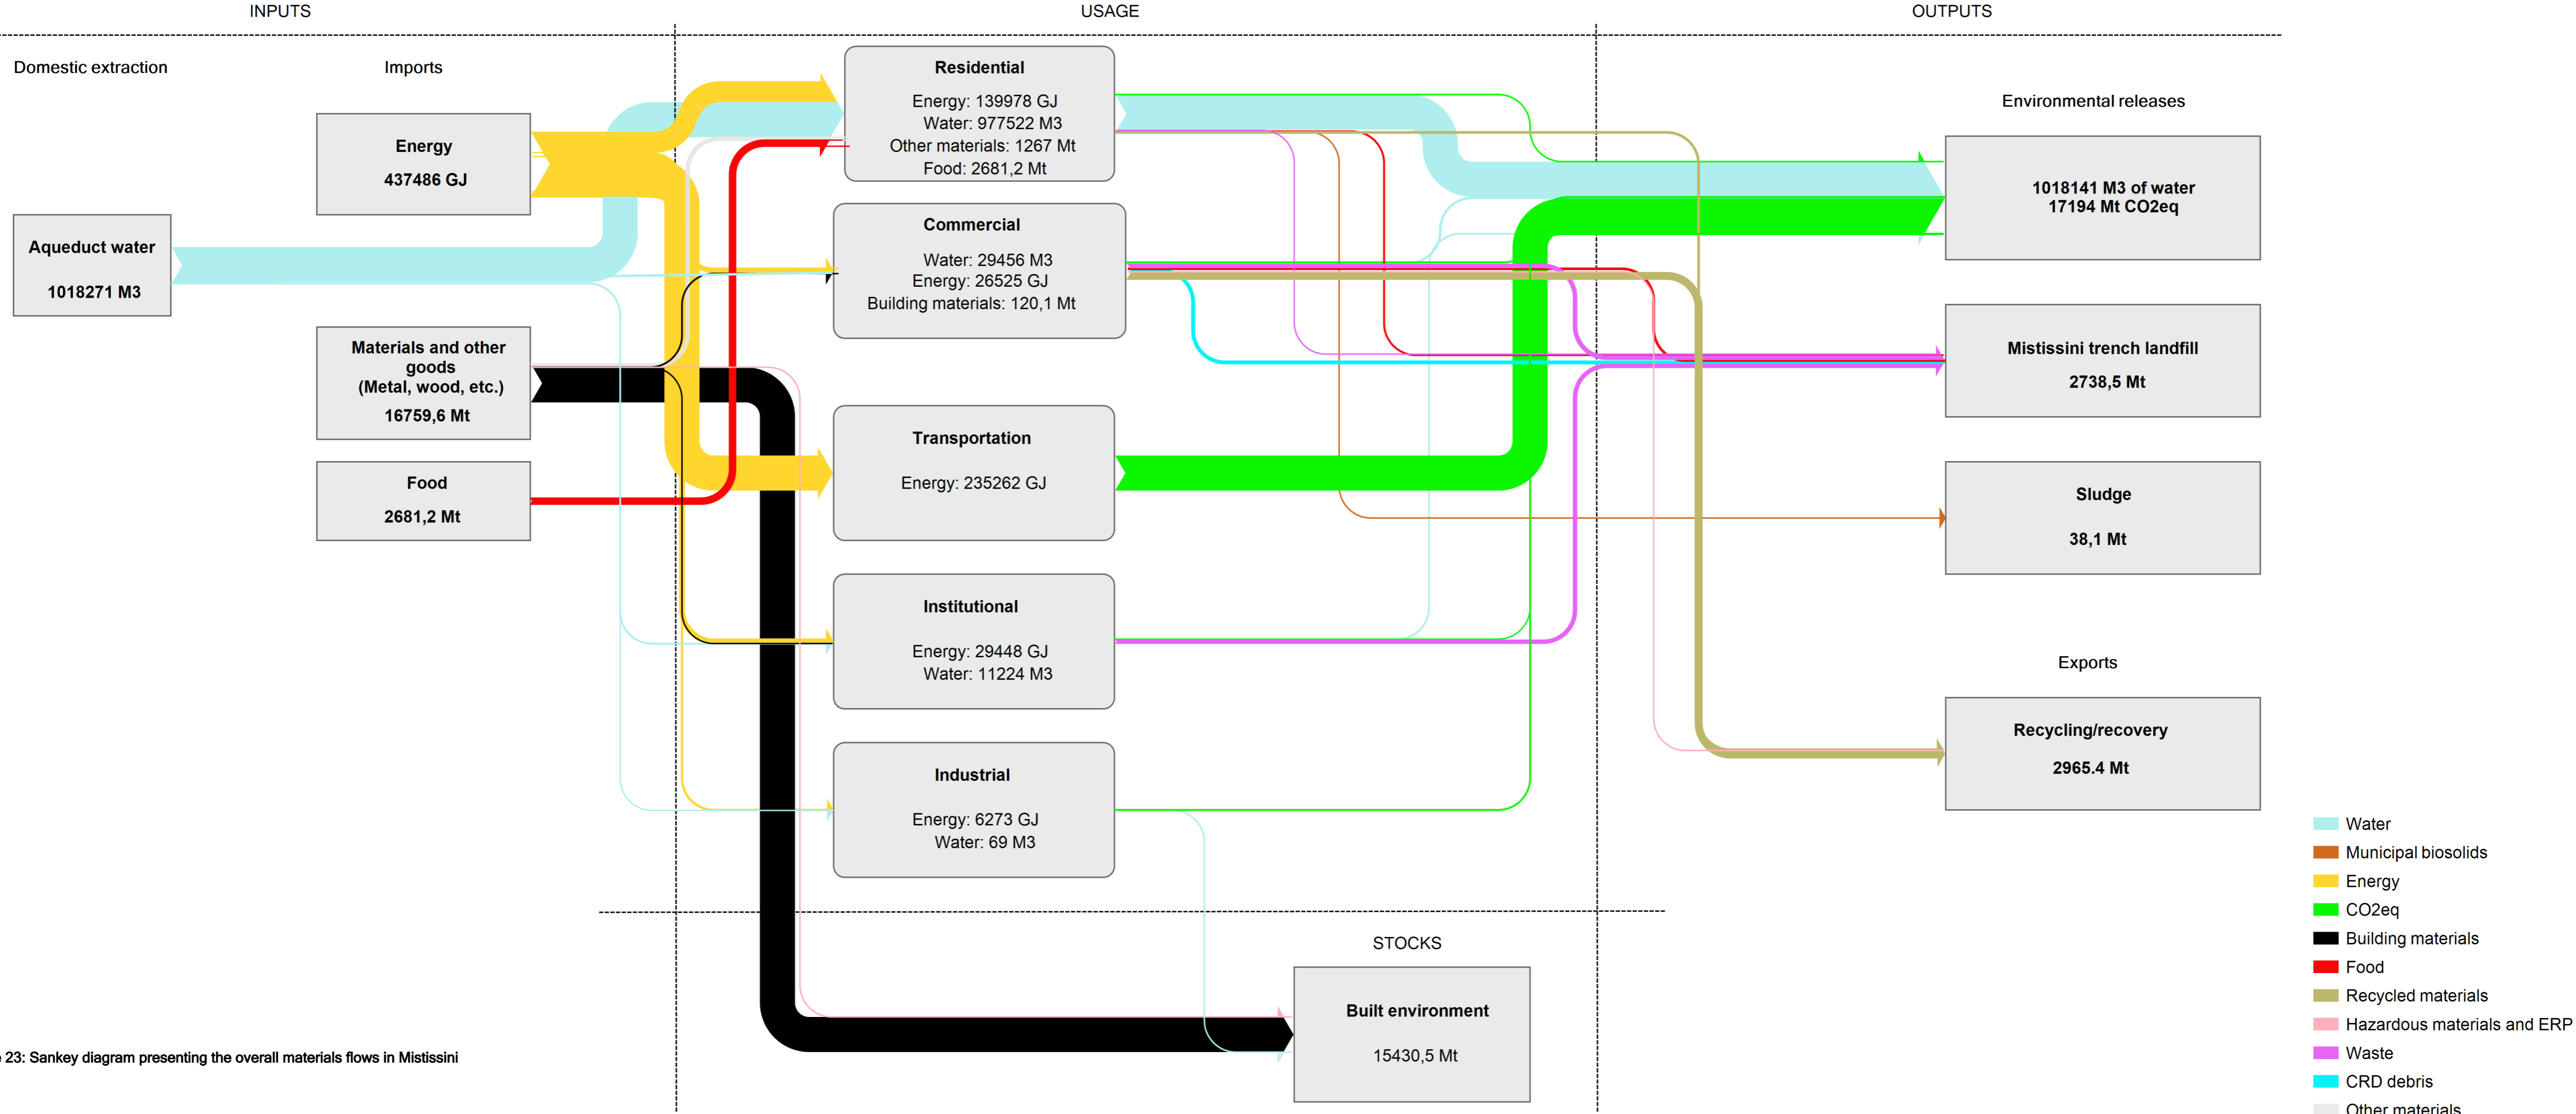 INPUTS
USAGE
OUTPUTS
Domestic extraction
Imports
Environmental releases
Aqueduct water
1018271 M3
Energy
437486 GJ
Materials and other
goods
(Metal, wood, etc.)
16759,6 Mt
Food
2681,2 Mt
Residential
Energy: 139978 GJ
Water: 977522 M3
Other materials: 1267 Mt
Food: 2681,2 Mt
Commercial
Water: 29456 M3
Energy: 26525 GJ
Building materials: 120,1 Mt
Transportation
Energy: 235262 GJ
Institutional
Energy: 29448 GJ
Water: 11224 M3
Industrial
Energy: 6273 GJ
Water: 69 M3
STOCKS
Built environment
15430,5 Mt
1018141 M3 of water
17194 Mt CO2eq
Mistissini trench landfill
2738,5 Mt
Sludge
38,1 Mt
Exports
Recycling/recovery
2965.4 Mt
Water
Municipal biosolids
Energy
CO2eq
Building materials
Food
Recycled materials
Hazardous materials and ERP
Waste
CRD debris
Other materials
23: Sankey diagram presenting the overall materials flows in Mistissini